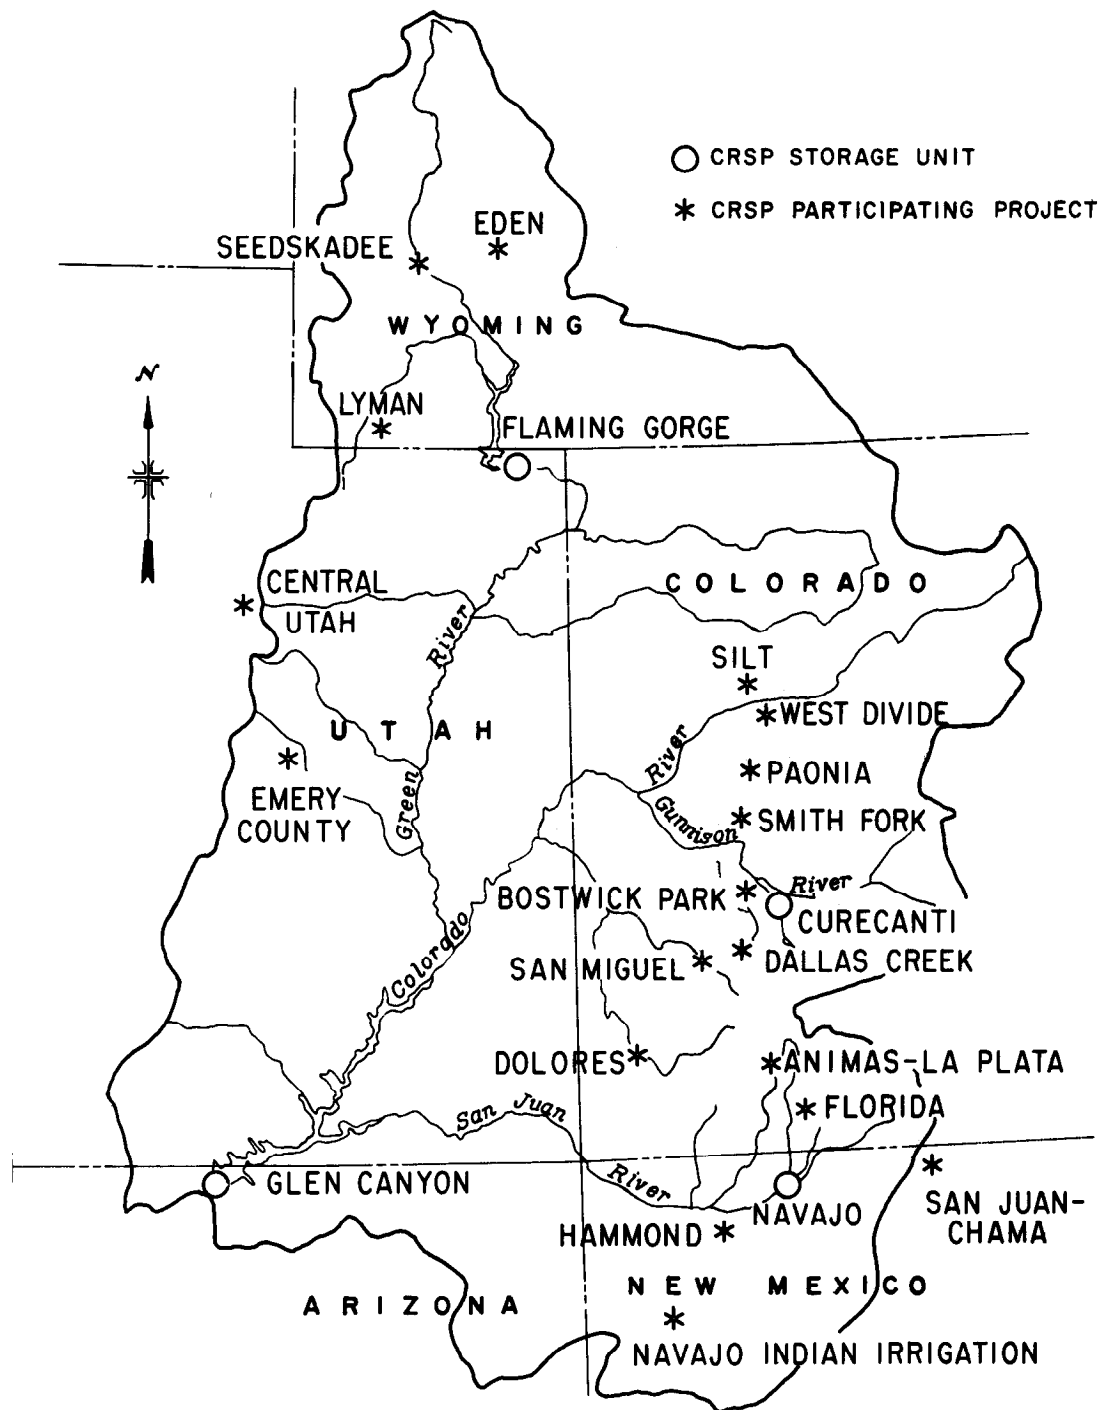 CRSP STORAGE UNIT
CRSP PARTICIPATING PROJECT
EDEN
SEEDSKADEE
WYOMING
N
LYMAN
FLAMING GORGE
CENTRAL
UTAH
COLORADO
River
SILT
WEST DIVIDE
UTAH
River
PAONIA
EMERY
COUNTY
Green
Gunnison
SMITH FORK
BOSTWICK PARK
River
CURECANTI
Colorado
SAN MIGUEL
DALLAS CREEK
DOLORES
ANIMAS-LA PLATA
San Juan
FLORIDA
GLEN CANYON
River
NAVAJO
SAN JUAN-
CHAMA
HAMMOND
NEW MEXICO
ARIZONA
NAVAJO INDIAN IRRIGATION